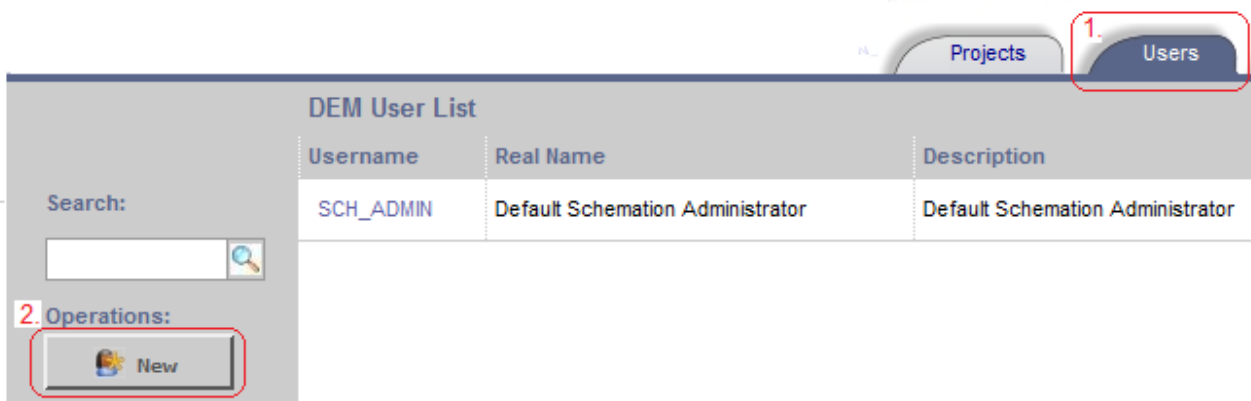 Projects
1. Users
DEM User List
Username Real Name Description
Search:
SCH_ADMIN Default Schemation Administrator Default Schemation Administrator
2. Operations:
New